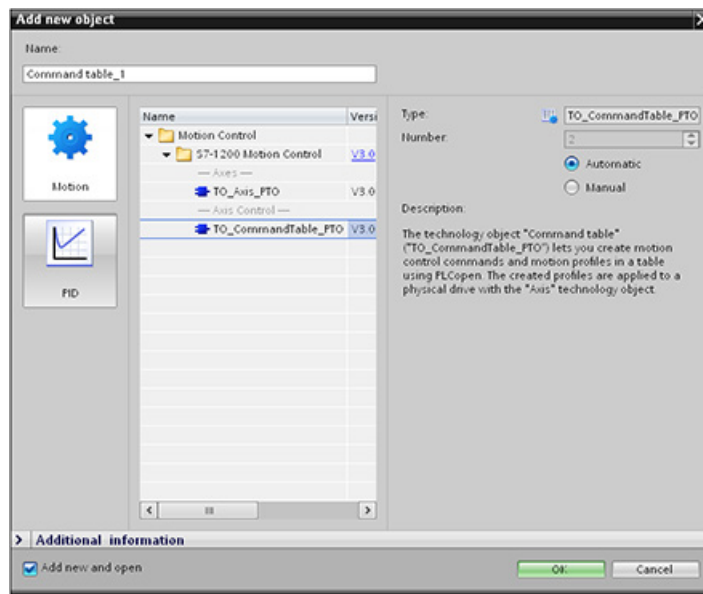 Add new object
Name:
Command table_1
Motion
PID
Name Versi
Motion Control
S7-1200 Motion Control V3.0
Axes
TO_Axis_PTO V3.0
Axis Control
TO_CommandTable_PTO V3.0
Type: TO_CommandTable_PTO
Number: 2
Automatic
Manual
Description:
The technology object "Command table"
("TO_CommandTable_PTO") lets you create motion
control commands and motion profiles in a table
using PLCopen. The created profiles are applied to a
physical drive with the "Axis" technology object.
Additional information
Add new and open
OK Cancel